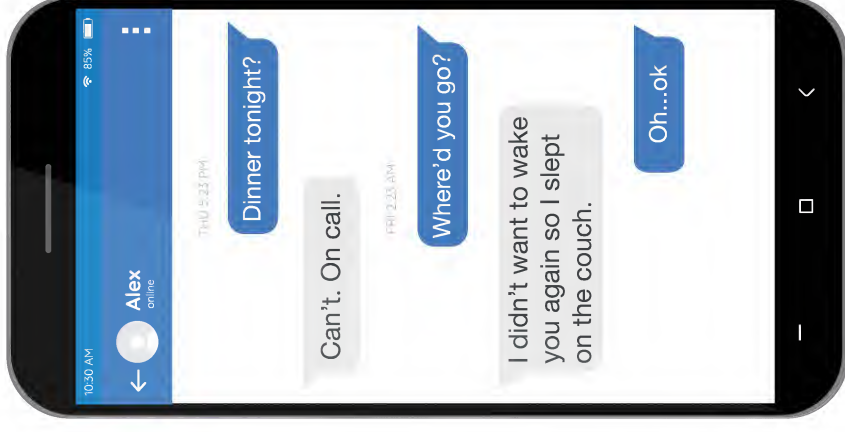 10:30 AM 85%
Alex
online
THU 5:23 PM
Dinner tonight?
Can't. On call.
FRI 2:23 AM
Where'd you go?
I didn't want to wake
you again so I slept
on the couch.
Oh...ok